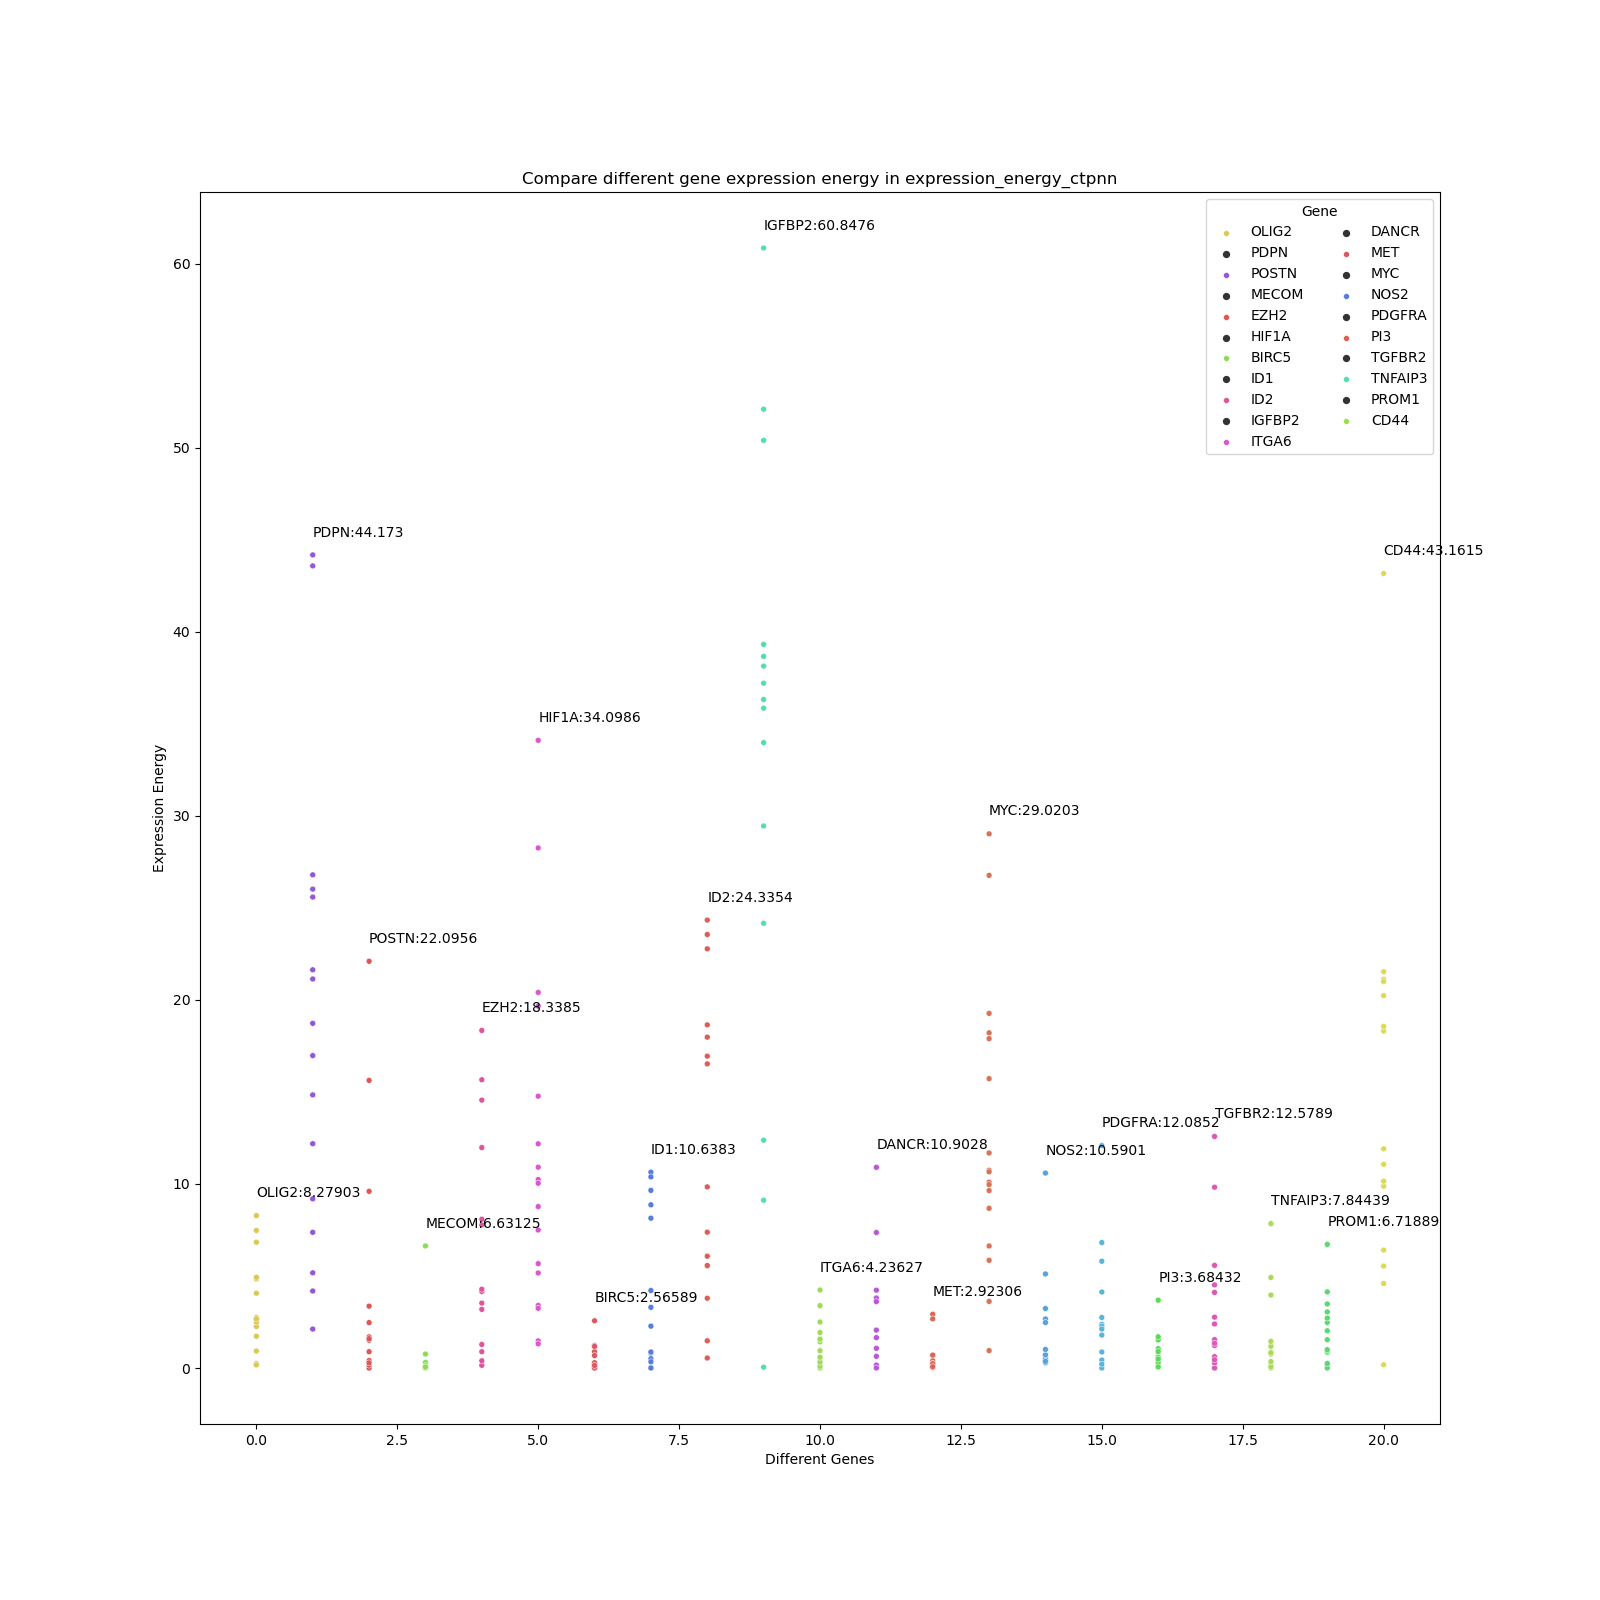 Compare different gene expression energy in expression_energy_ctpnn
Gene
OLIG2
PDPN
POSTN
MECOM
EZH2
HIF1A
BIRC5
ID1
ID2
IGFBP2
ITGA6
DANCR
MET
MYC
NOS2
PDGFRA
PI3
TGFBR2
TNFAIP3
PROM1
CD44
IGFBP2:60.8476
PDPN:44.173
CD44:43.1615
HIF1A:34.0986
MYC:29.0203
ID2:24.3354
POSTN:22.0956
EZH2:18.3385
TGFBR2:12.5789
PDGFRA:12.0852
DANCR:10.9028
ID1:10.6383
NOS2:10.5901
OLIG2:8.27903
TNFAIP3:7.84439
MECOM:6.63125
PROM1:6.71889
ITGA6:4.23627
PI3:3.68432
MET:2.92306
BIRC5:2.56589
60
50
40
30
20
10
0
Expression Energy
0.0 2.5 5.0 7.5 10.0 12.5 15.0 17.5 20.0
Different Genes